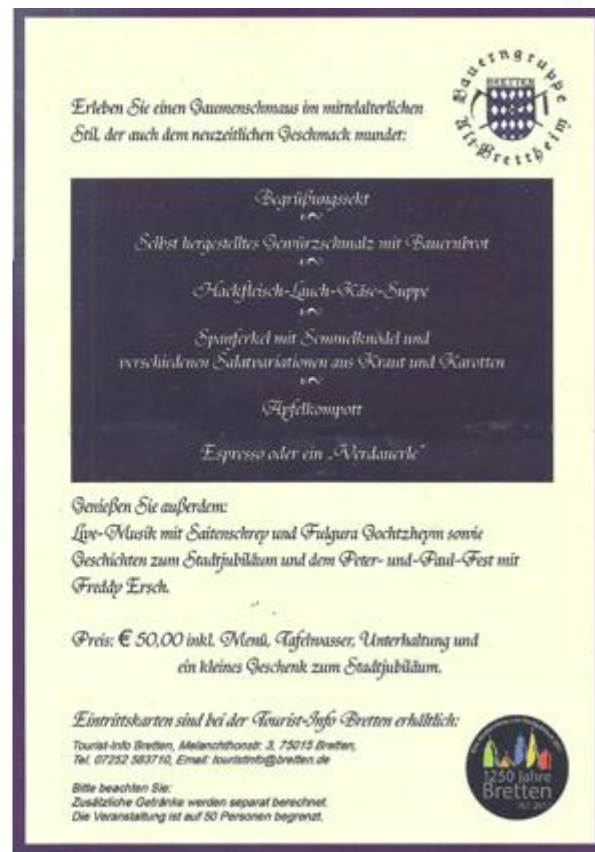 Bauerngruppe
BRETTEN
Alt-Brettheim
Erleben Sie einen Gaumenschmaus im mittelalterlichen
Stil, der auch dem neuzeitlichen Geschmack mundet:
Begrüßungssekt
Selbst hergestelltes Gewürzschmalz mit Bauernbrot
Hackfleisch-Lauch-Käse-Suppe
Spanferkel mit Semmelknödel und
verschiedenen Salatvariationen aus Kraut und Karotten
Apfelkompott
Espresso oder ein „Verdauerle"
Genießen Sie außerdem:
Live-Musik mit Saitenschrey und Fulgura Gochtzheym sowie
Geschichten zum Stadtjubiläum und dem Peter-und-Paul-Fest mit
Freddy Ersch.
Preis: € 50,00 inkl. Menü, Tafelwasser, Unterhaltung und
ein kleines Geschenk zum Stadtjubiläum.
Eintrittskarten sind bei der Tourist-Info Bretten erhältlich:
Tourist-Info Bretten, Melanchthonstr. 3, 75015 Bretten,
Tel. 07252 583710, Email: touristinfo@bretten.de
Bitte beachten Sie:
Zusätzliche Getränke werden separat berechnet.
Die Veranstaltung ist auf 50 Personen begrenzt.
1250 Jahre
Bretten